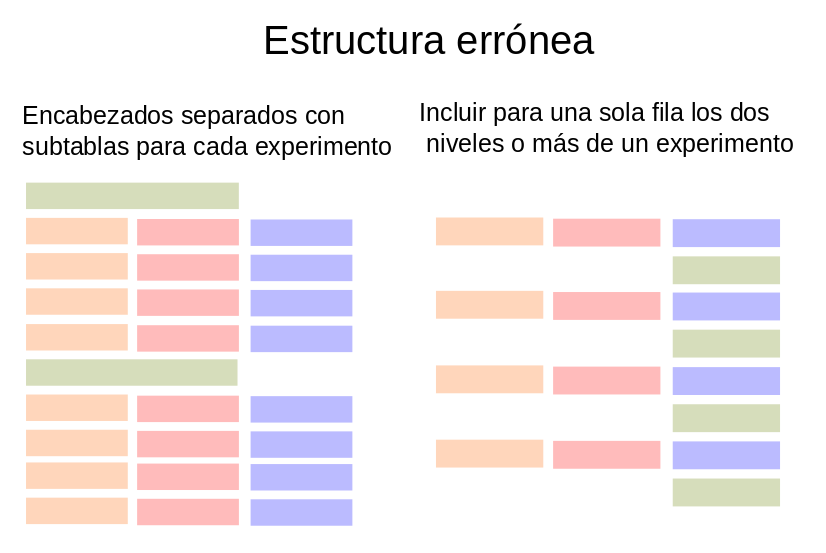 Estructura errónea
Encabezados separados con
subtablas para cada experimento
Incluir para una sola fila los dos
niveles o más de un experimento